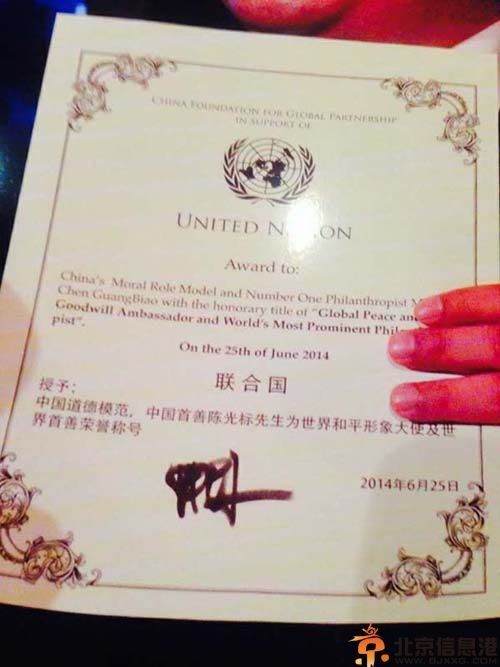 CHINA FOUNDATION FOR GLOBAL PARTNERSHIP
IN SUPPORT OF
UNITED
Award to:
China's Moral Role Model and Number One Philanthropist
Chen GuangBiao with the honorary title of "Global Peace
Goodwill Ambassador and World's Most Prominent
pist".
On the 25th of June 2014
联合国
授予：
中国道德模范，中国首善陈光标先生为世界和平形象大使及世
界首善荣誉称号
2014年6月25日
北京信息港
WWW.BJXXG.COM